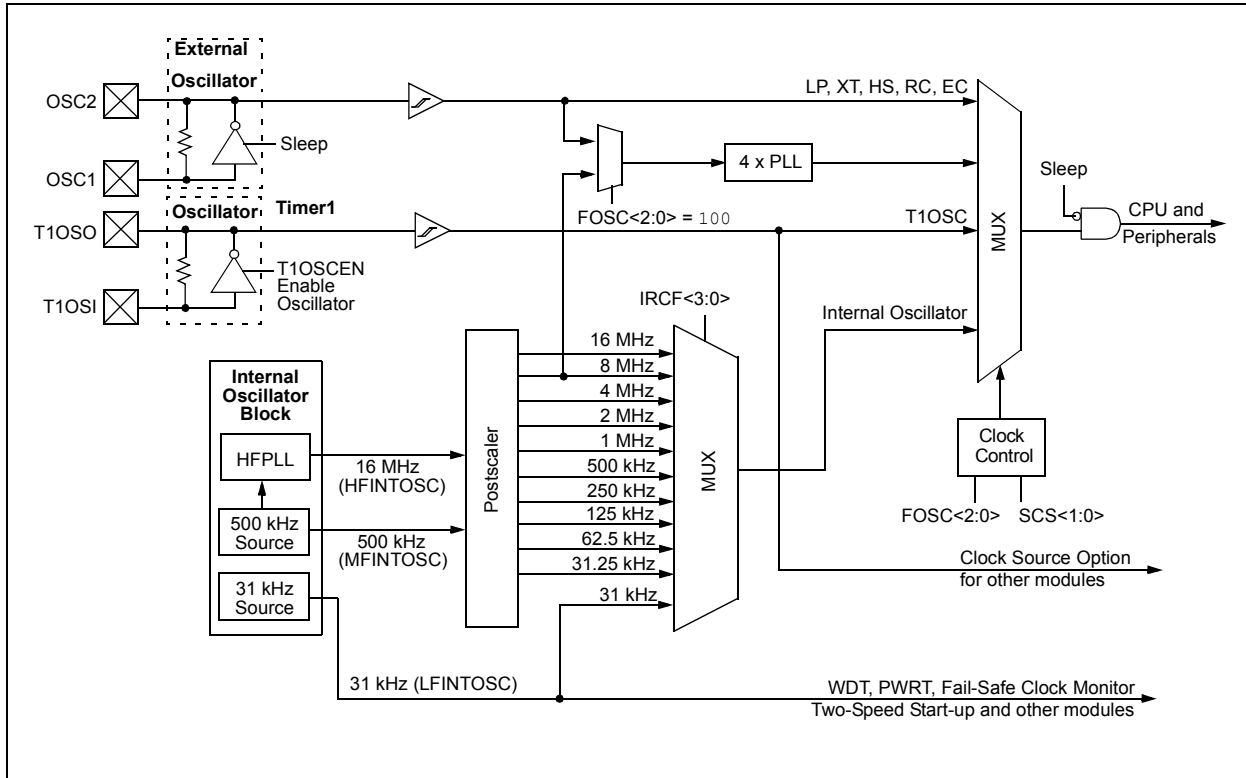 External
Oscillator
OSC2
Sleep
OSC1
LP, XT, HS, RC, EC
4 x PLL
FOSC<2:0> = 100
Sleep
CPU and
Peripherals
MUX
Oscillator
Timer1
T1OSO
T1OSC
T1OSCEN
Enable
Oscillator
T1OSI
IRCF<3:0>
Internal Oscillator
Internal
Oscillator
Block
HFPLL
16 MHz
(HFINTOSC)
500 kHz
Source
500 kHz
(MFINTOSC)
31 kHz
Source
Postscaler
16 MHz
8 MHz
4 MHz
2 MHz
1 MHz
500 kHz
250 kHz
125 kHz
62.5 kHz
31.25 kHz
31 kHz
MUX
Clock
Control
FOSC<2:0>
SCS<1:0>
Clock Source Option
for other modules
31 kHz (LFINTOSC)
WDT, PWRT, Fail-Safe Clock Monitor
Two-Speed Start-up and other modules